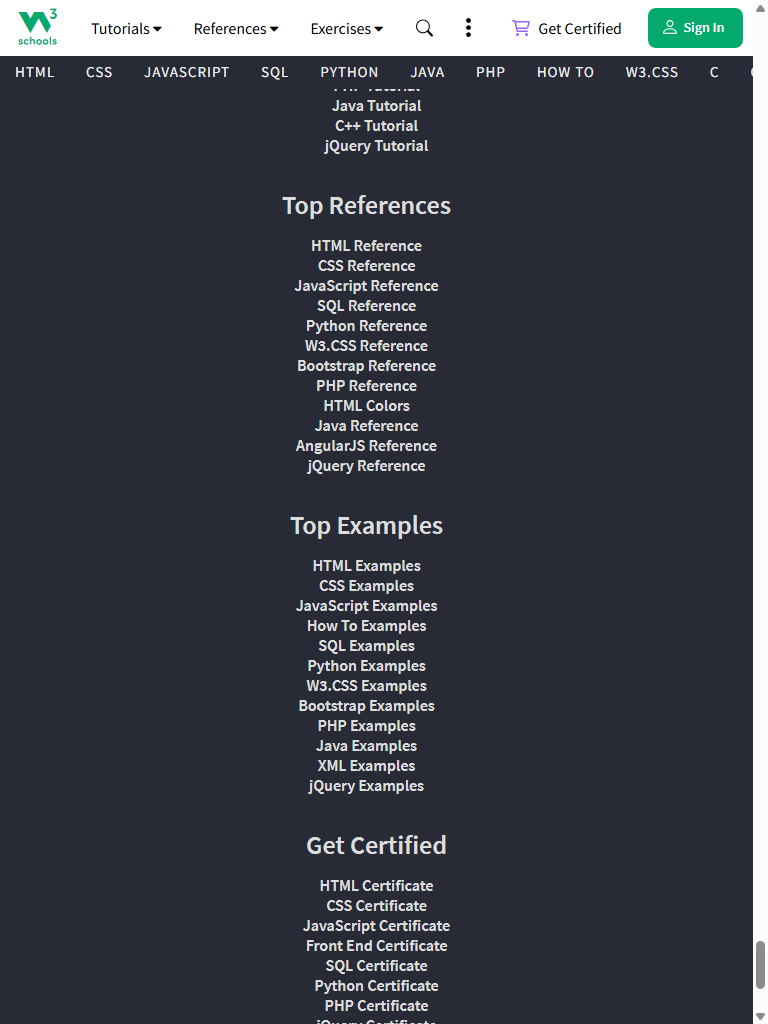 W3 schools
Tutorials References Exercises Get Certified Sign In
HTML CSS JAVASCRIPT SQL PYTHON JAVA PHP HOW TO W3.CSS C
Java Tutorial
C++ Tutorial
jQuery Tutorial
Top References
HTML Reference
CSS Reference
JavaScript Reference
SQL Reference
Python Reference
W3.CSS Reference
Bootstrap Reference
PHP Reference
HTML Colors
Java Reference
AngularJS Reference
jQuery Reference
Top Examples
HTML Examples
CSS Examples
JavaScript Examples
How To Examples
SQL Examples
Python Examples
W3.CSS Examples
Bootstrap Examples
PHP Examples
Java Examples
XML Examples
jQuery Examples
Get Certified
HTML Certificate
CSS Certificate
JavaScript Certificate
Front End Certificate
SQL Certificate
Python Certificate
PHP Certificate
jQuery Certificate